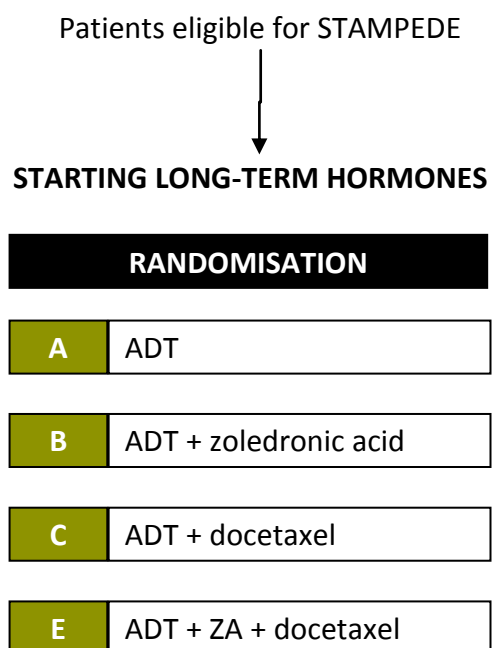 Patients eligible for STAMPEDE
STARTING LONG-TERM HORMONES
RANDOMISATION
A ADT
B ADT + zoledronic acid
C ADT + docetaxel
E ADT + ZA + docetaxel